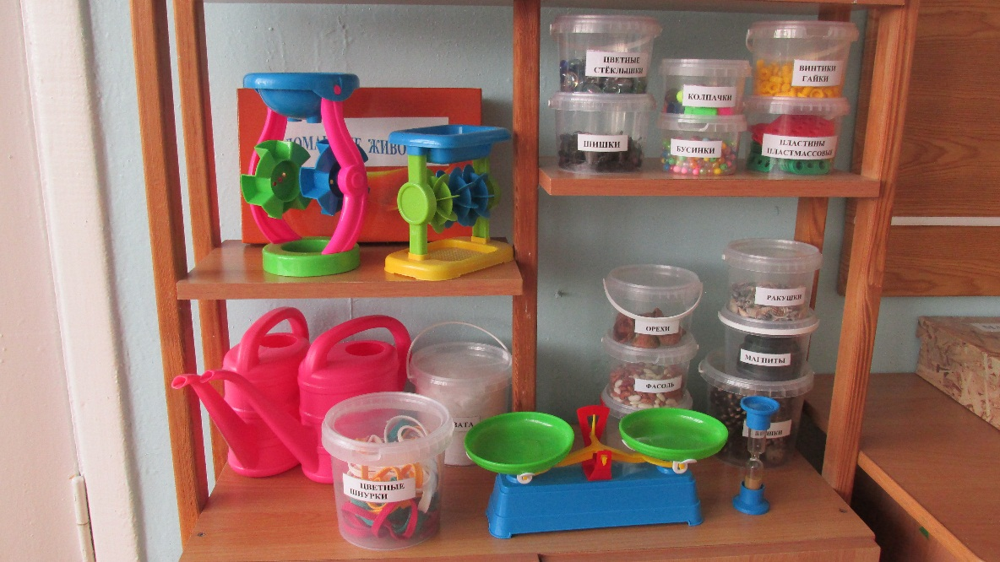 ЦВЕТНЫЕ
СТЁКЛЫШКИ
ВИНТИКИ
ГАЙКИ
КОЛПАЧКИ
ШИШКИ
БУСИНКИ
ПЛАСТИНЫ
ПЛАСТМАССОВЫЕ
РАКУШКИ
ОРЕХИ
МАГНИТЫ
ФАСОЛЬ
ВАТА
ЦВЕТНЫЕ
ШНУРКИ